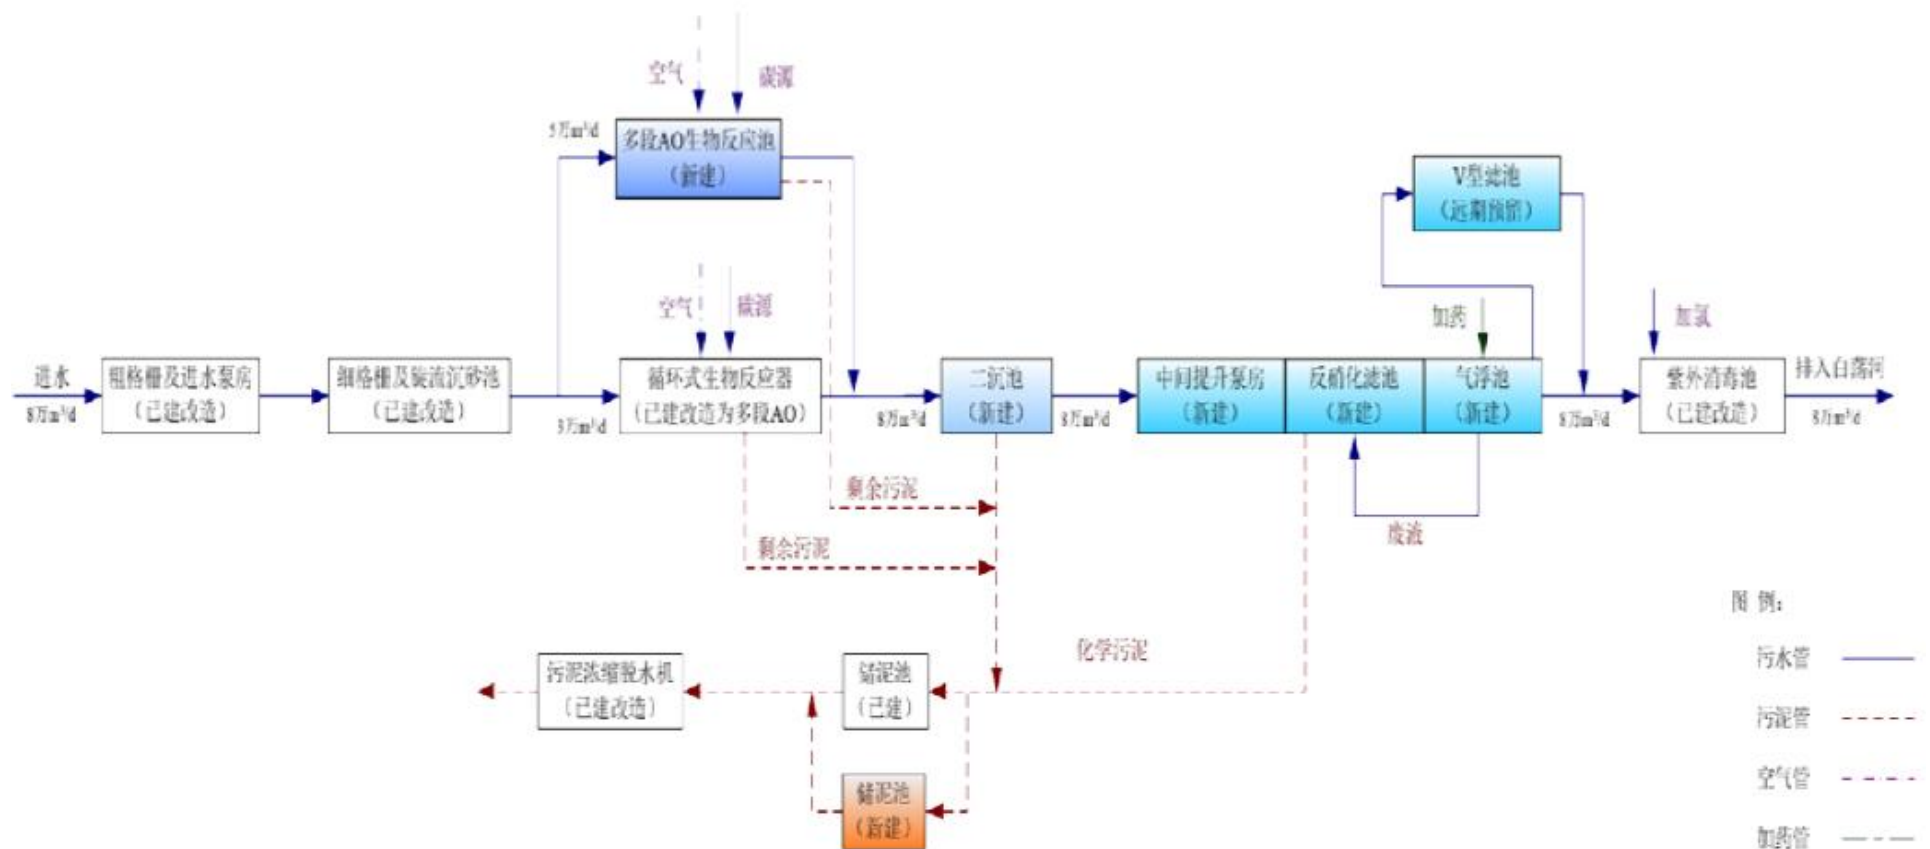 空气
碳源
5万m³/d
多段AO生物反应池
（新建）
V型滤池
（远期预留）
空气
碳源
加药
加氯
进水
8万m³/d
粗格栅及进水泵房
（已建改造）
细格栅及旋流沉砂池
（已建改造）
3万m³/d
循环式生物反应器
（已建改造为多段AO）
8万m³/d
二沉池
（新建）
8万m³/d
中间提升泵房
（新建）
反硝化滤池
（新建）
气浮池
（新建）
8万m³/d
紫外消毒池
（已建改造）
排入白荡河
8万m³/d
剩余污泥
废液
剩余污泥
化学污泥
污泥浓缩脱水机
（已建改造）
储泥池
（已建）
储泥池
（新建）
图 例：
污水管
污泥管
空气管
加药管